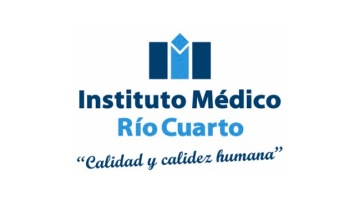 Instituto Médico
Río Cuarto
“Calidad y calidez humana”